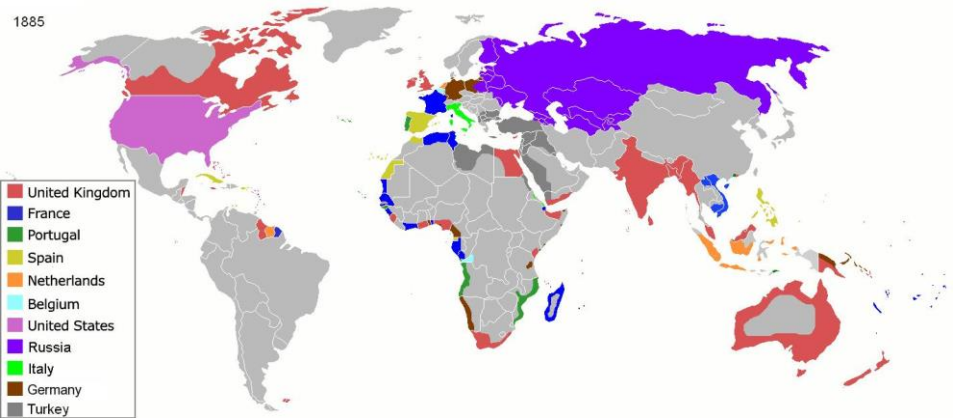 1885
United Kingdom
France
Portugal
Spain
Netherlands
Belgium
United States
Russia
Italy
Germany
Turkey